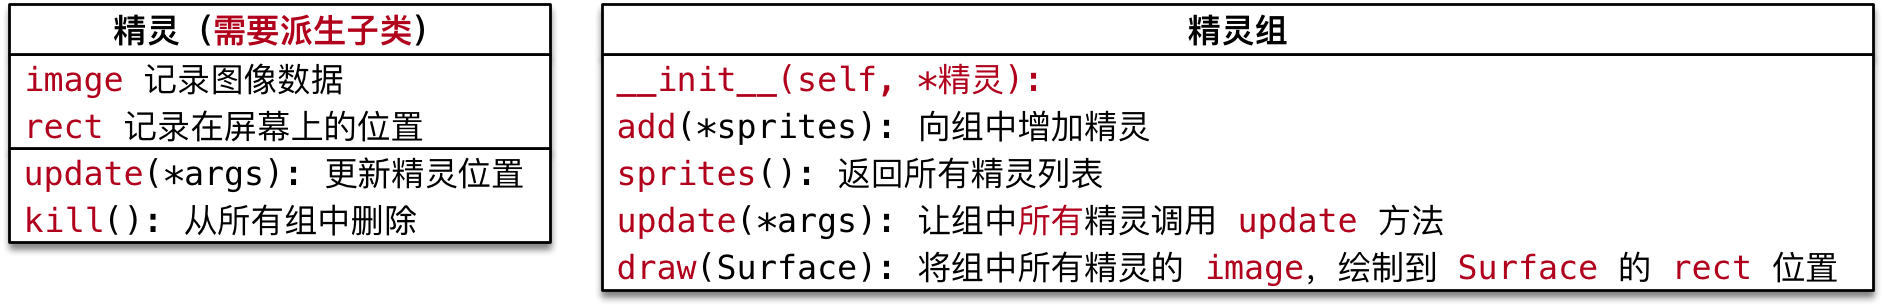 精灵（需要派生子类）
image 记录图像数据
rect 记录在屏幕上的位置
update(*args): 更新精灵位置
kill(): 从所有组中删除
精灵组
__init__(self, *精灵):
add(*sprites): 向组中增加精灵
sprites(): 返回所有精灵列表
update(*args): 让组中所有精灵调用 update 方法
draw(Surface): 将组中所有精灵的 image，绘制到 Surface 的 rect 位置